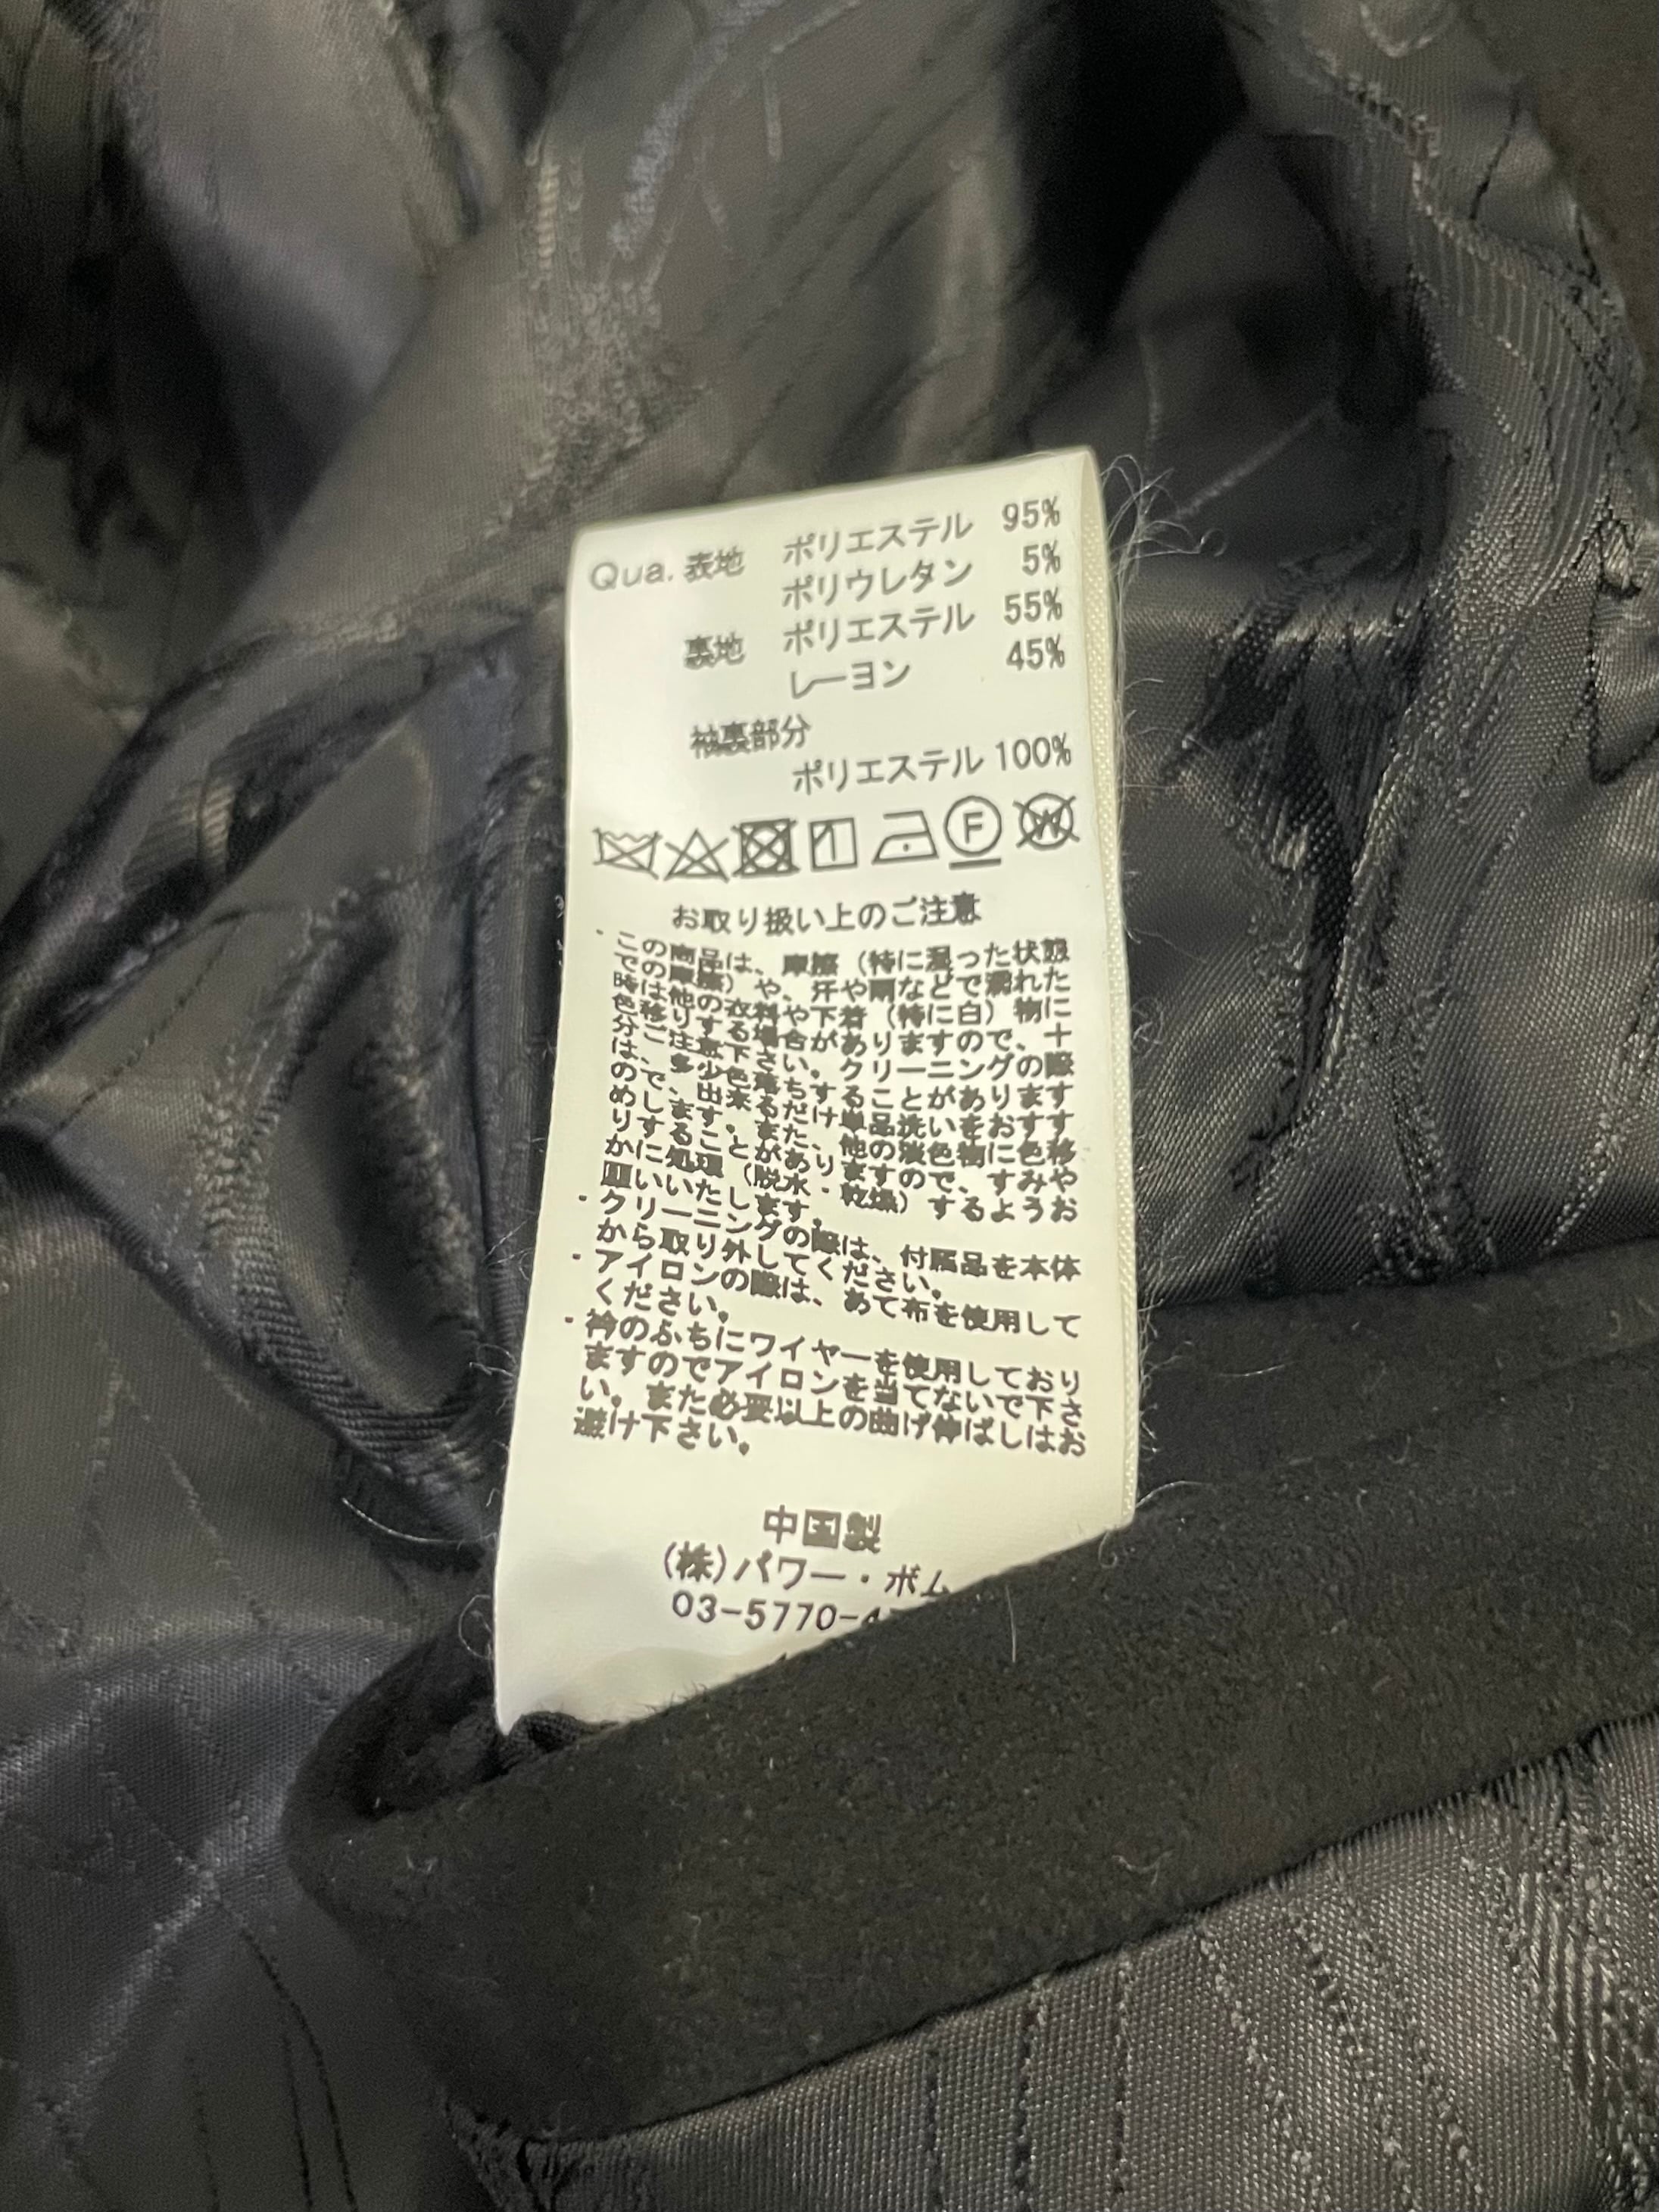 Qua. 表地 ポリエステル 95%
ポリウレタン 5%
裏地 ポリエステル 55%
レーヨン 45%
袖裏部分
ポリエステル 100%
F W
お取り扱い上のご注意
・この商品は、摩擦（特に湿った状態
での摩擦）や、汗や雨などで濡れた
時は他の衣料や下着（特に白）物に
色移りする場合がありますので、十
分ご注意下さい。クリーニングの際
は、多少色落ちすることがあります
ので、出来るだけ単品洗いをおすす
めします。また、他の淡色物に色移
りすることがありますので、すみや
かに処理（脱水・乾燥）するようお
願いいたします。
・クリーニングの際は、付属品を本体
から取り外してください。
・アイロンの際は、あて布を使用して
ください。
・衿のふちにワイヤーを使用しており
ますのでアイロンを当てないで下さ
い。また必要以上の曲げ伸ばしはお
避け下さい。
中国製
(株)パワー・ボム
03-5770-4